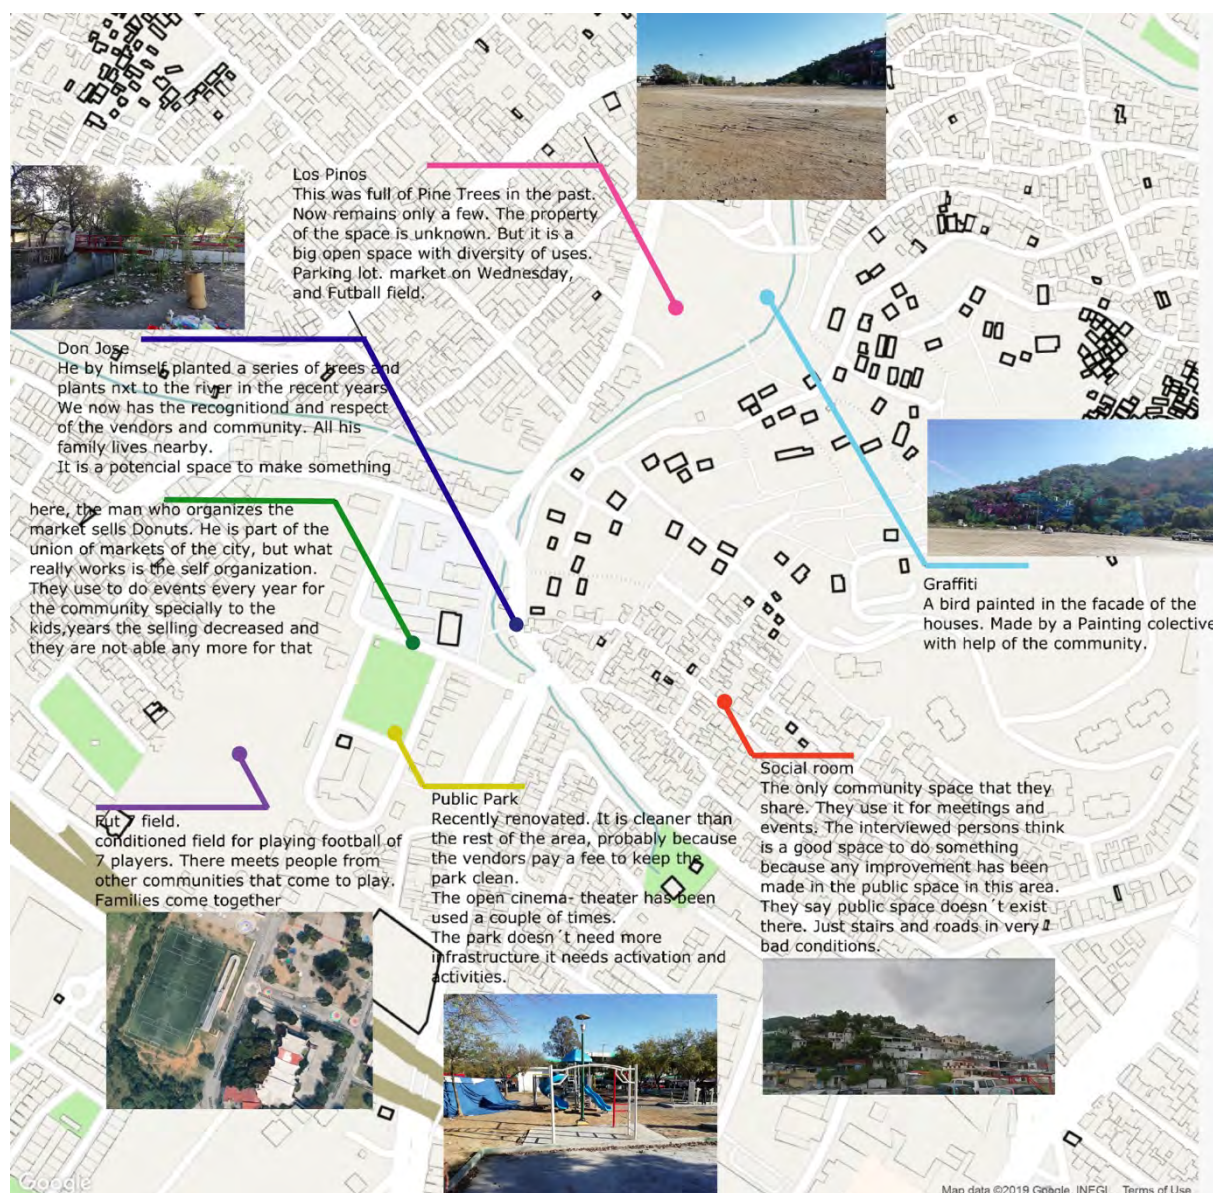 Los Pinos
This was full of Pine Trees in the past.
Now remains only a few. The property
of the space is unknown. But it is a
big open space with diversity of uses.
Parking lot. market on Wednesday,
and Futball field.
Don Jose
He by himself planted a series of trees and
plants nxt to the river in the recent years
We now has the recognitiond and respect
of the vendors and community. All his
family lives nearby.
It is a potencial space to make something
here, the man who organizes the
market sells Donuts. He is part of the
union of markets of the city, but what
really works is the self organization.
They use to do events every year for
the community specially to the
kids,years the selling decreased and
they are not able any more for that
Graffiti
A bird painted in the facade of the
houses. Made by a Painting colective
with help of the community.
Fut 7 field.
conditioned field for playing football of
7 players. There meets people from
other communities that come to play.
Families come together
Public Park
Recently renovated. It is cleaner than
the rest of the area, probably because
the vendors pay a fee to keep the
park clean.
The open cinema- theater has been
used a couple of times.
The park doesn´t need more
infrastructure it needs activation and
activities.
Social room
The only community space that they
share. They use it for meetings and
events. The interviewed persons think
is a good space to do something
because any improvement has been
made in the public space in this area.
They say public space doesn´t exist
there. Just stairs and roads in very
bad conditions.
Google
Map data ©2019 Google, INEGI Terms of Use